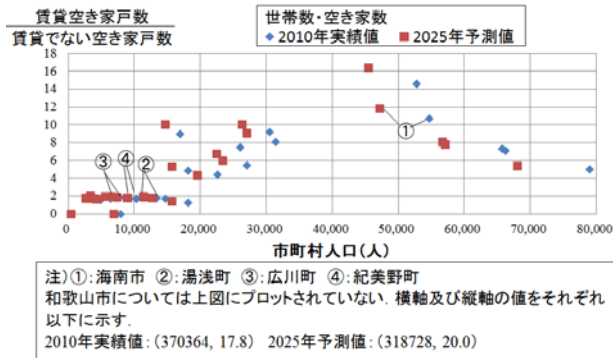 賃貸空き家戸数
賃貸でない空き家戸数
世帯数・空き家数
2010年実績値 2025年予測値
18
16
14
12
10
8
6
4
2
0
①
③ ④ ②
0 10,000 20,000 30,000 40,000 50,000 60,000 70,000 80,000
市町村人口(人)
注)①:海南市 ②:湯浅町 ③:広川町 ④:紀美野町
和歌山市については上図にプロットされていない. 横軸及び縦軸の値をそれぞれ
以下に示す.
2010年実績値:(370364, 17.8) 2025年予測値:(318728, 20.0)